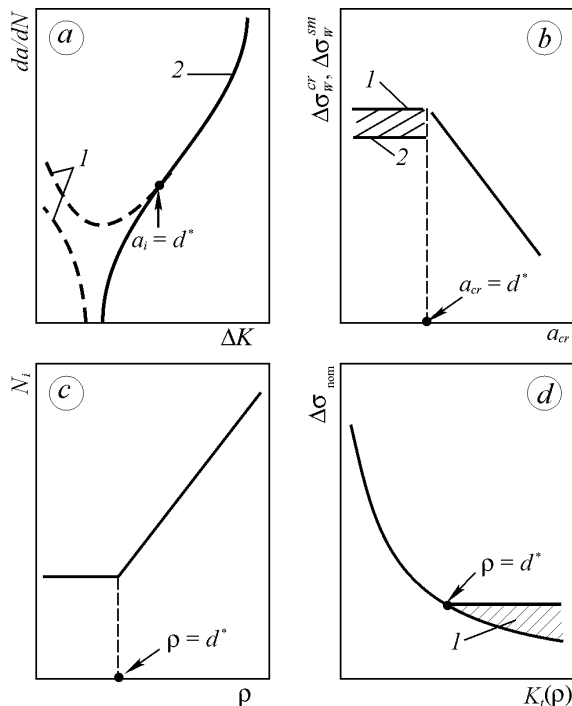 a
da/dN
1
2
a_i = d*
ΔK
b
Δσ_w^cr, Δσ_w^sm
1
2
a_cr = d*
a_cr
c
N_i
ρ = d*
ρ
d
Δσ_nom
ρ = d*
1
K_t(ρ)